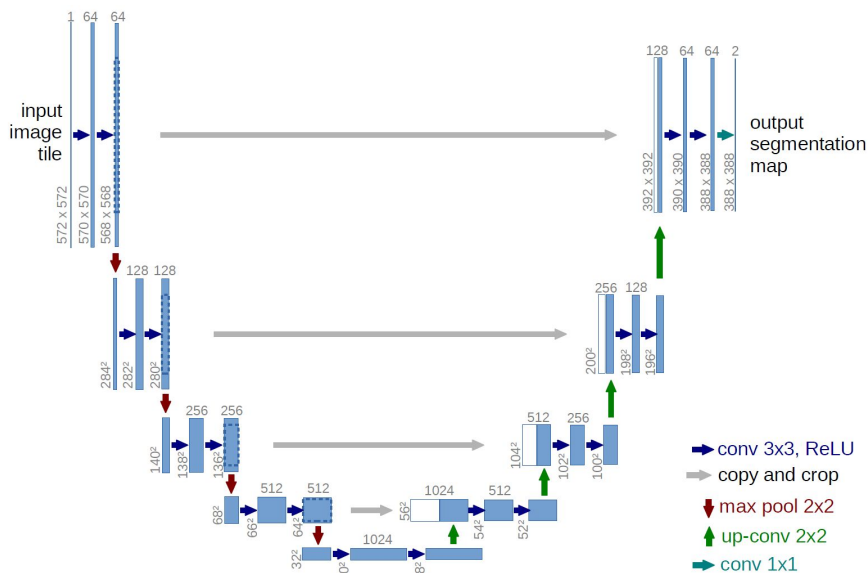 1
64
64
input
image
tile
572 x 572
570 x 570
568 x 568
128
64
64
2
392 x 392
390 x 390
388 x 388
388 x 388
output
segmentation
map
128
128
284²
282²
280²
256
128
200²
198²
196²
256
256
140²
138²
136²
512
256
104²
102²
100²
512
512
68²
66²
64²
1024
512
56²
54²
52²
1024
32²
0²
8²
conv 3x3, ReLU
copy and crop
max pool 2x2
up-conv 2x2
conv 1x1